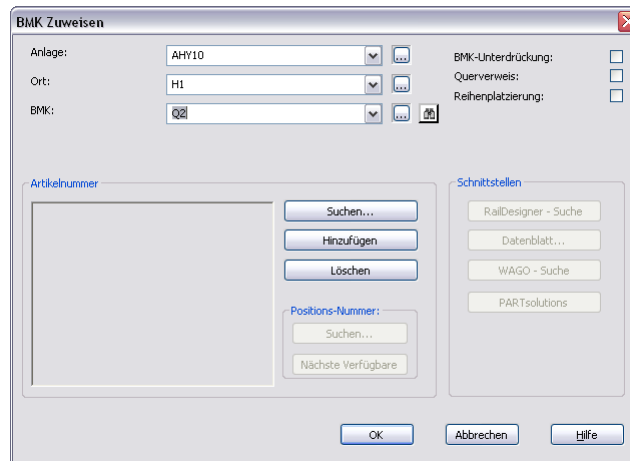 BMK Zuweisen
Anlage: AHY10 ... BMK-Unterdrückung:
Ort: H1 ... Querverweis:
Reihenplatzierung:
BMK: Q2 ...
Artikelnummer
Suchen...
Hinzufügen
Löschen
Positions-Nummer:
Suchen...
Nächste Verfügbare
Schnittstellen
RailDesigner - Suche
Datenblatt...
WAGO - Suche
PARTsolutions
OK Abbrechen Hilfe